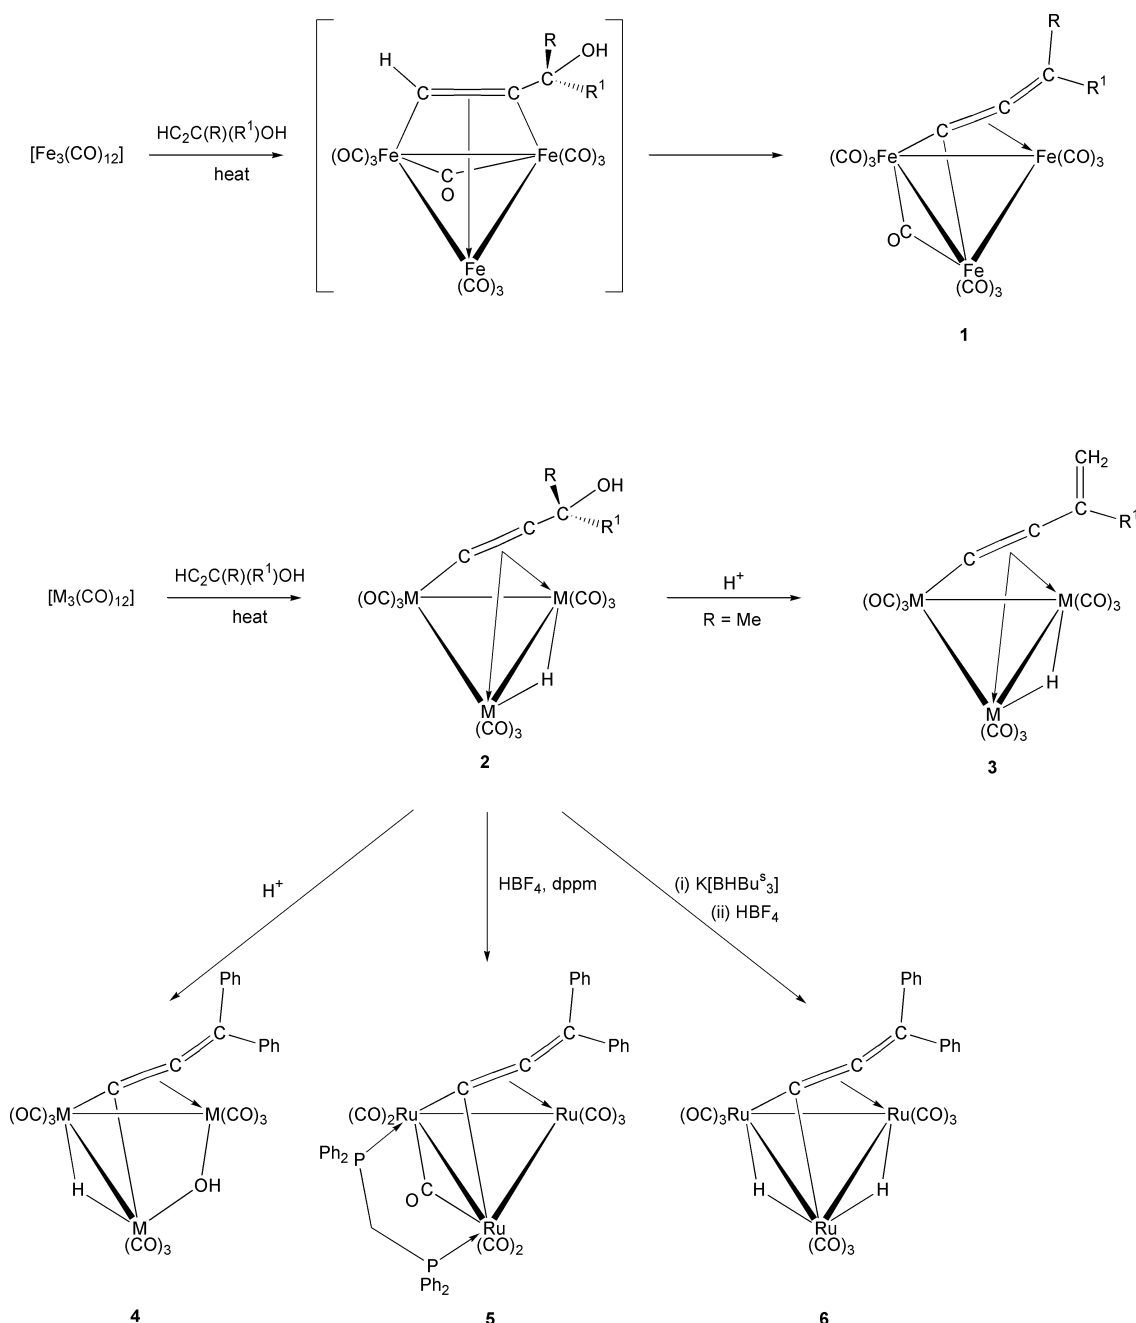 [Fe3(CO)12]
HC2C(R)(R1)OH
heat
R
OH
H
C
R1
C
C
(OC)3Fe
Fe(CO)3
C
O
Fe
(CO)3
R
C
R1
C
C
(CO)3Fe
Fe(CO)3
O
C
Fe
(CO)3
1
[M3(CO)12]
HC2C(R)(R1)OH
heat
R
OH
C
R1
C
C
(OC)3M
M(CO)3
H
M
(CO)3
2
H+
R = Me
CH2
C
R1
C
C
(OC)3M
M(CO)3
H
M
(CO)3
3
H+
HBF4, dppm
(i) K[BHBus3]
(ii) HBF4
Ph
C
Ph
C
C
(OC)3M
M(CO)3
H
OH
M
(CO)3
4
Ph
C
Ph
C
C
(CO)2Ru
Ru(CO)3
Ph2
P
C
O
Ru
(CO)2
P
Ph2
5
Ph
C
Ph
C
C
(OC)3Ru
Ru(CO)3
H
H
Ru
(CO)3
6